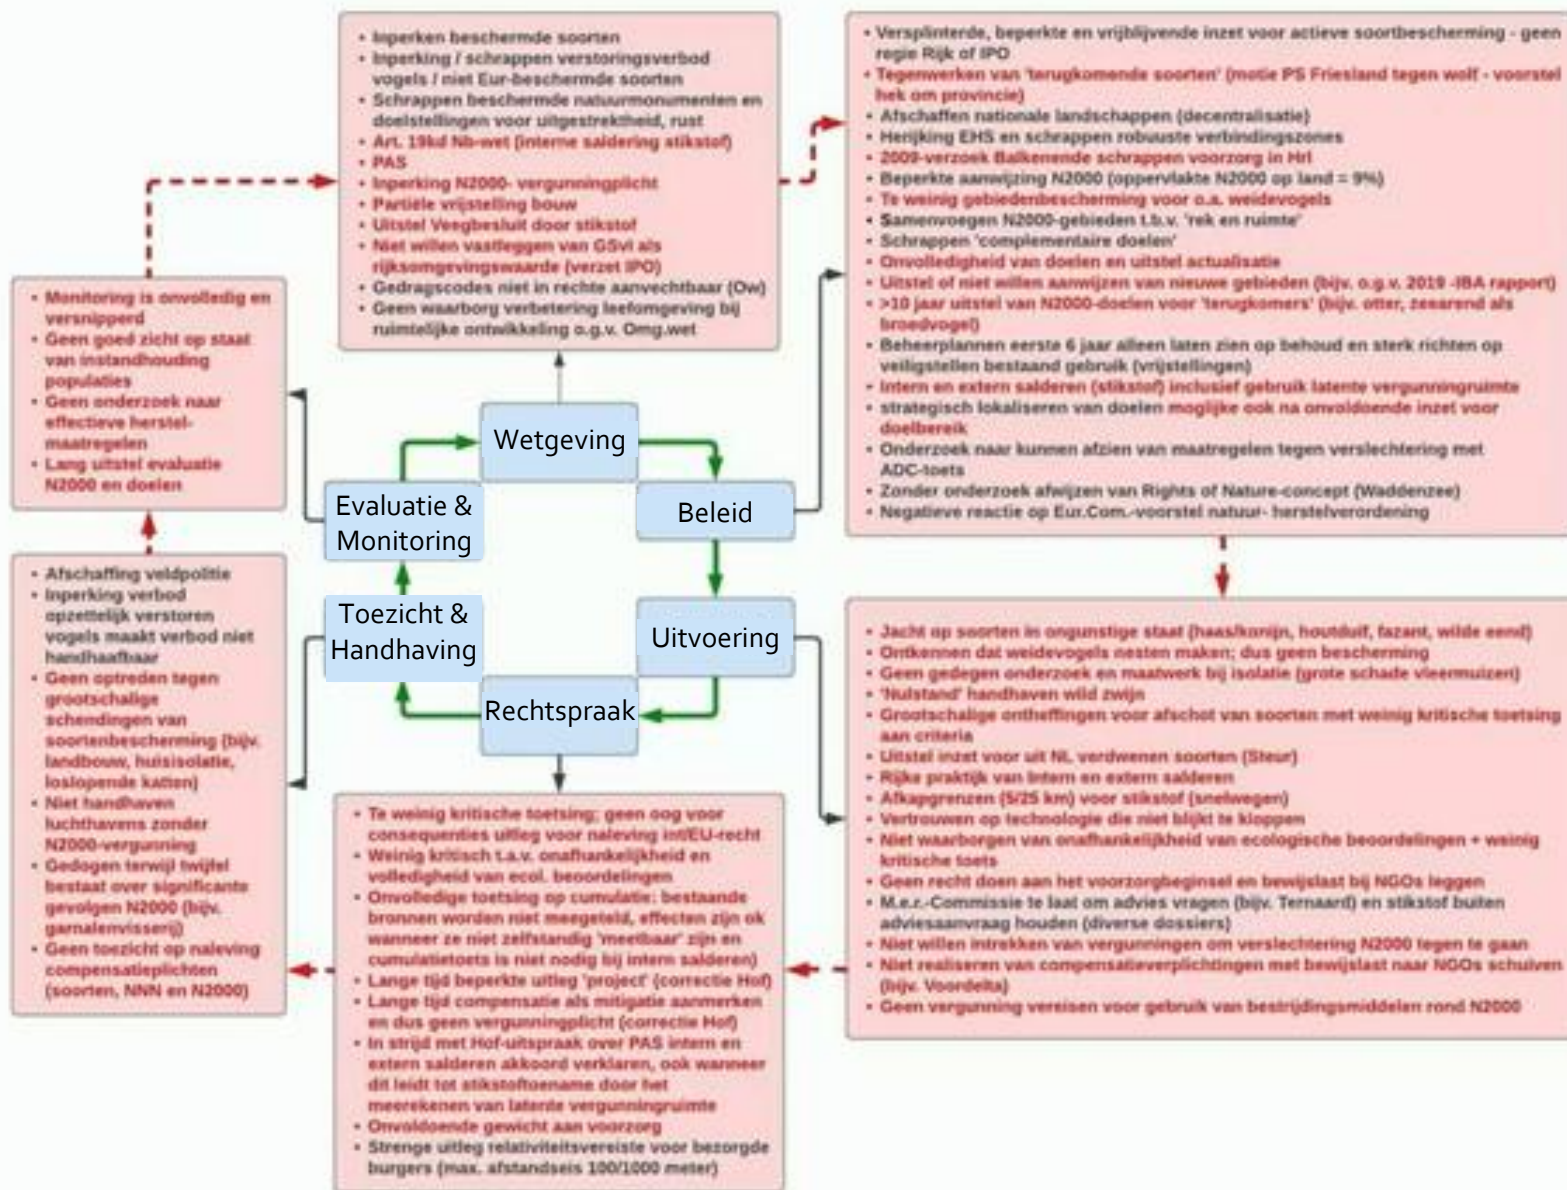 • Inperken beschermde soorten
• Inperking / schrappen verstoringsverbod
vogels / niet Eur-beschermde soorten
• Schrappen beschermde natuurmonumenten en
doelstellingen voor uitgestrektheid, rust
• Art. 19kd Nb-wet (interne saldering stikstof)
• PAS
• Inperking N2000- vergunningplicht
• Partiële vrijstelling bouw
• Uitstel Veegbesluit door stikstof
• Niet willen vastleggen van GSvI als
rijksomgevingswaarde (verzet IPO)
• Gedragscodes niet in rechte aanvechtbaar (Ow)
• Geen waarborg verbetering leefomgeving bij
ruimtelijke ontwikkeling o.g.v. Omg.wet
• Versplinterde, beperkte en vrijblijvende inzet voor actieve soortbescherming - geen
regie Rijk of IPO
• Tegenwerken van 'terugkomende soorten' (motie PS Friesland tegen wolf - voorstel
hek om provincie)
• Afschaffen nationale landschappen (decentralisatie)
• Herijking EHS en schrappen robuuste verbindingszones
• 2009-verzoek Balkenende schrappen voorzorg in Hrl
• Beperkte aanwijzing N2000 (oppervlakte N2000 op land = 9%)
• Te weinig gebiedenbescherming voor o.a. weidevogels
• Samenvoegen N2000-gebieden t.b.v. 'rek en ruimte'
• Schrappen 'complementaire doelen'
• Onvolledigheid van doelen en uitstel actualisatie
• Uitstel of niet willen aanwijzen van nieuwe gebieden (bijv. o.g.v. 2019 -IBA rapport)
• >10 jaar uitstel van N2000-doelen voor 'terugkomers' (bijv. otter, zeearend als
broedvogel)
• Beheerplannen eerste 6 jaar alleen laten zien op behoud en sterk richten op
veiligstellen bestaand gebruik (vrijstellingen)
• Intern en extern salderen (stikstof) inclusief gebruik latente vergunningruimte
• strategisch lokaliseren van doelen moglijke ook na onvoldoende inzet voor
doelbereik
• Onderzoek naar kunnen afzien van maatregelen tegen verslechtering met
ADC-toets
• Zonder onderzoek afwijzen van Rights of Nature-concept (Waddenzee)
• Negatieve reactie op Eur.Com.-voorstel natuur- herstelverordening
• Monitoring is onvolledig en
versnipperd
• Geen goed zicht op staat
van instandhouding
populaties
• Geen onderzoek naar
effectieve herstel-
maatregelen
• Lang uitstel evaluatie
N2000 en doelen
Wetgeving
Evaluatie &
Monitoring
Beleid
Toezicht &
Handhaving
Uitvoering
Rechtspraak
• Afschaffing veldpolitie
• Inperking verbod
opzettelijk verstoren
vogels maakt verbod niet
handhaafbaar
• Geen optreden tegen
grootschalige
schendingen van
soortenbescherming (bijv.
landbouw, huisisolatie,
loslopende katten)
• Niet handhaven
luchthavens zonder
N2000-vergunning
• Gedogen terwijl twijfel
bestaat over significante
gevolgen N2000 (bijv.
garnalenvisserij)
• Geen toezicht op naleving
compensatieplichten
(soorten, NNN en N2000)
• Jacht op soorten in ongunstige staat (haas/konijn, houtduif, fazant, wilde eend)
• Ontkennen dat weidevogels nesten maken; dus geen bescherming
• Geen gedegen onderzoek en maatwerk bij isolatie (grote schade vleermuizen)
• 'Nulstand' handhaven wild zwijn
• Grootschalige ontheffingen voor afschot van soorten met weinig kritische toetsing
aan criteria
• Uitstel inzet voor uit NL verdwenen soorten (Steur)
• Rijke praktijk van Intern en extern salderen
• Afkapgrenzen (5/25 km) voor stikstof (snelwegen)
• Vertrouwen op technologie die niet blijkt te kloppen
• Niet waarborgen van onafhankelijkheid van ecologische beoordelingen + weinig
kritische toets
• Geen recht doen aan het voorzorgbeginsel en bewijslast bij NGOs leggen
• M.e.r.-Commissie te laat om advies vragen (bijv. Ternaard) en stikstof buiten
adviesaanvraag houden (diverse dossiers)
• Niet willen intrekken van vergunningen om verslechtering N2000 tegen te gaan
• Niet realiseren van compensatieverplichtingen met bewijslast naar NGOs schuiven
(bijv. Voordelta)
• Geen vergunning vereisen voor gebruik van bestrijdingsmiddelen rond N2000
• Te weinig kritische toetsing; geen oog voor
consequenties uitleg voor naleving int/EU-recht
• Weinig kritisch t.a.v. onafhankelijkheid en
volledigheid van ecol. beoordelingen
• Onvolledige toetsing op cumulatie: bestaande
bronnen worden niet meegeteld, effecten zijn ok
wanneer ze niet zelfstandig 'meetbaar' zijn en
cumulatietoets is niet nodig bij intern salderen)
• Lange tijd beperkte uitleg 'project' (correctie Hof)
• Lange tijd compensatie als mitigatie aanmerken
en dus geen vergunningplicht (correctie Hof)
• In strijd met Hof-uitspraak over PAS intern en
extern salderen akkoord verklaren, ook wanneer
dit leidt tot stikstoftoename door het
meerekenen van latente vergunningruimte
• Onvoldoende gewicht aan voorzorg
• Strenge uitleg relativiteitsvereiste voor bezorgde
burgers (max. afstandseis 100/1000 meter)